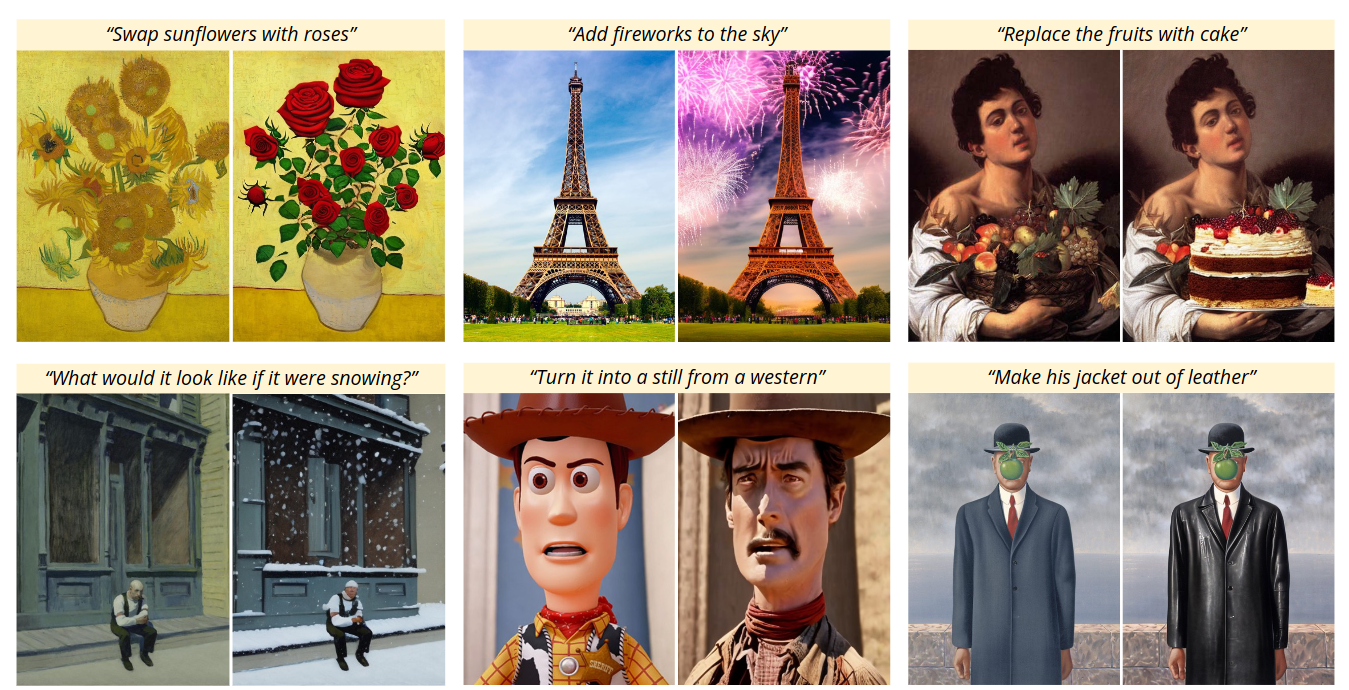 “Swap sunflowers with roses”
“Add fireworks to the sky”
“Replace the fruits with cake”
“What would it look like if it were snowing?”
“Turn it into a still from a western”
“Make his jacket out of leather”
SHERIFF